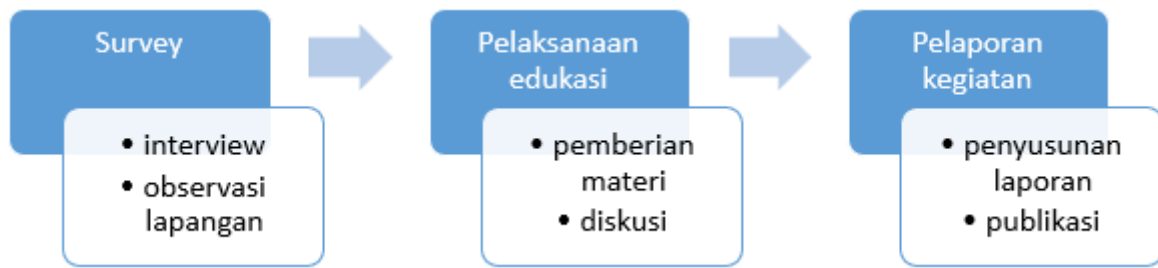 Survey
• interview
• observasi
lapangan
Pelaksanaan
edukasi
• pemberian
materi
• diskusi
Pelaporan
kegiatan
• penyusunan
laporan
• publikasi